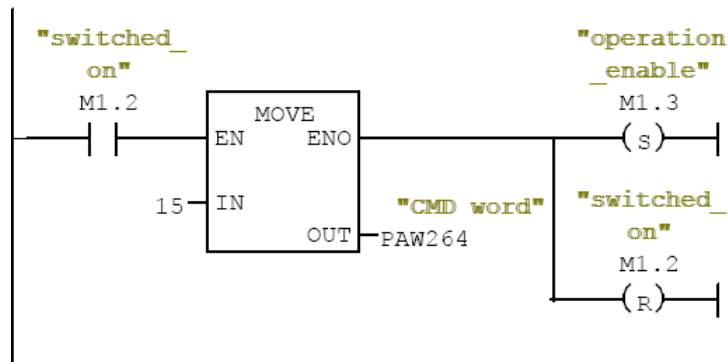 "switched_
on"
M1.2
MOVE
EN ENO
15 IN
OUT
"CMD word"
PAW264
"operation
_enable"
M1.3
S
"switched_
on"
M1.2
R